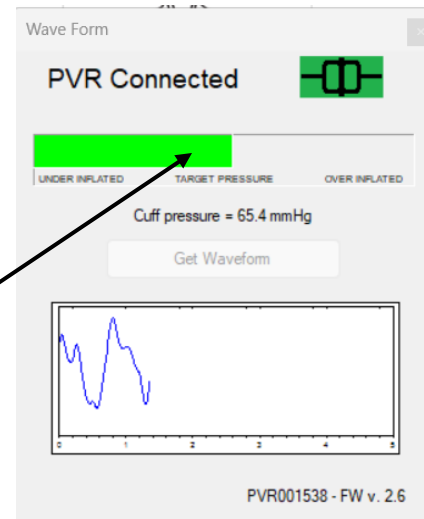 Wave Form
PVR Connected
UNDER INFLATED TARGET PRESSURE OVER INFLATED
Cuff pressure = 65.4 mmHg
Get Waveform
0 1 2 3 4 5
PVR001538 - FW v. 2.6